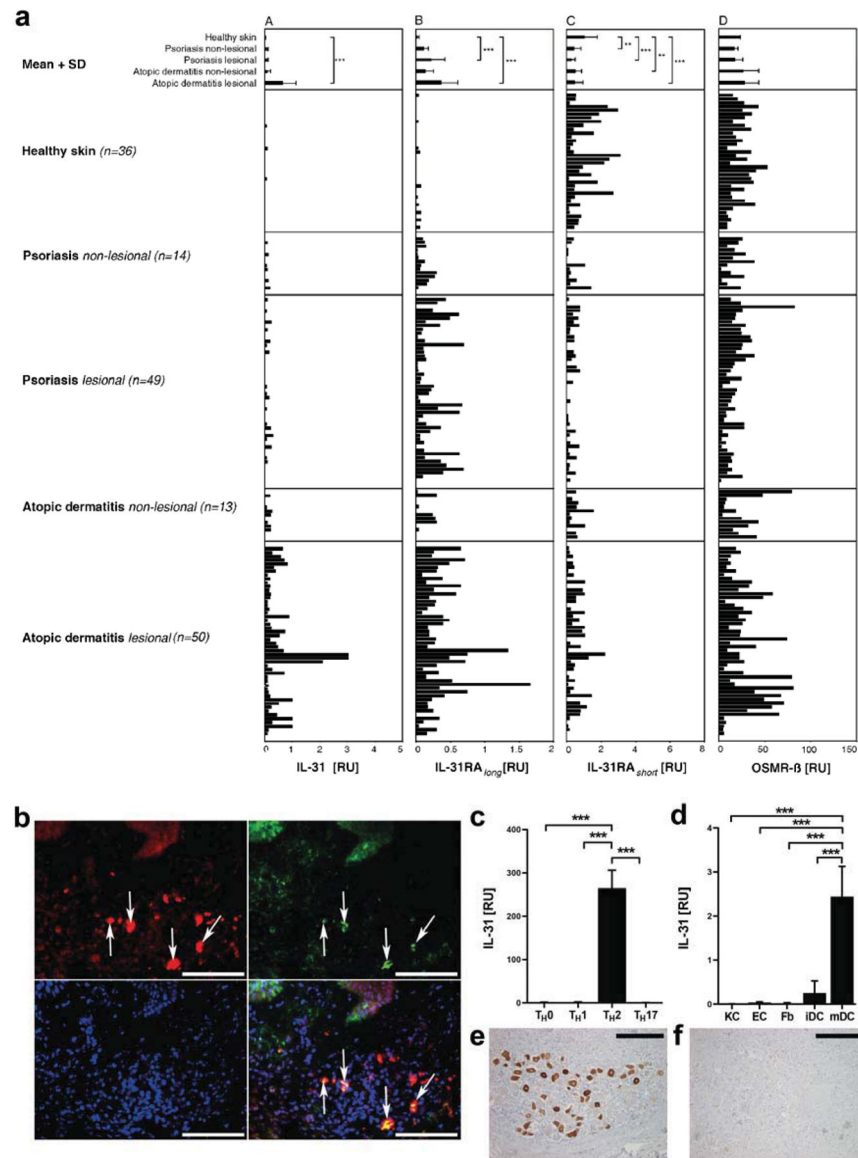 a
A B C D
Mean + SD
Healthy skin
Psoriasis non-lesional
Psoriasis lesional
Atopic dermatitis non-lesional
Atopic dermatitis lesional
*** *** *** ** *** ** ***
Healthy skin (n=36)
Psoriasis non-lesional (n=14)
Psoriasis lesional (n=49)
Atopic dermatitis non-lesional (n=13)
Atopic dermatitis lesional (n=50)
0 1 2 3 4 5
0 0.5 1 1.5 2
0 2 4 6 8
0 50 100 150
IL-31 [RU]
IL-31RAlong[RU]
IL-31RAshort[RU]
OSMR-ß [RU]
b
c
***
***
***
400
300
200
100
0
IL-31 [RU]
TH0 TH1 TH2 TH17
d
***
***
***
***
4
3
2
1
0
IL-31 [RU]
KC EC Fb iDC mDC
e
f